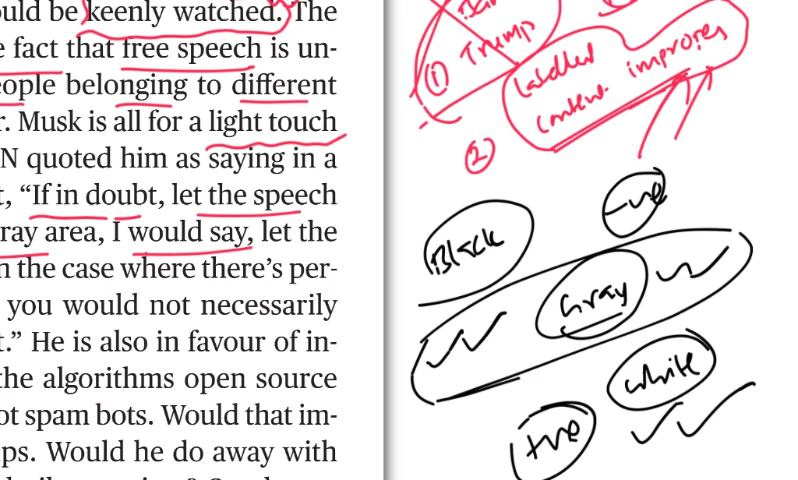 ould be keenly watched. The
e fact that free speech is un-
eople belonging to different
r. Musk is all for a light touch
N quoted him as saying in a
t, “If in doubt, let the speech
ray area, I would say, let the
n the case where there’s per-
you would not necessarily
t.” He is also in favour of in-
the algorithms open source
ot spam bots. Would that im-
ps. Would he do away with
① Trump
Labelled
content improves
②
-ve
Black
Gray
white
+ve